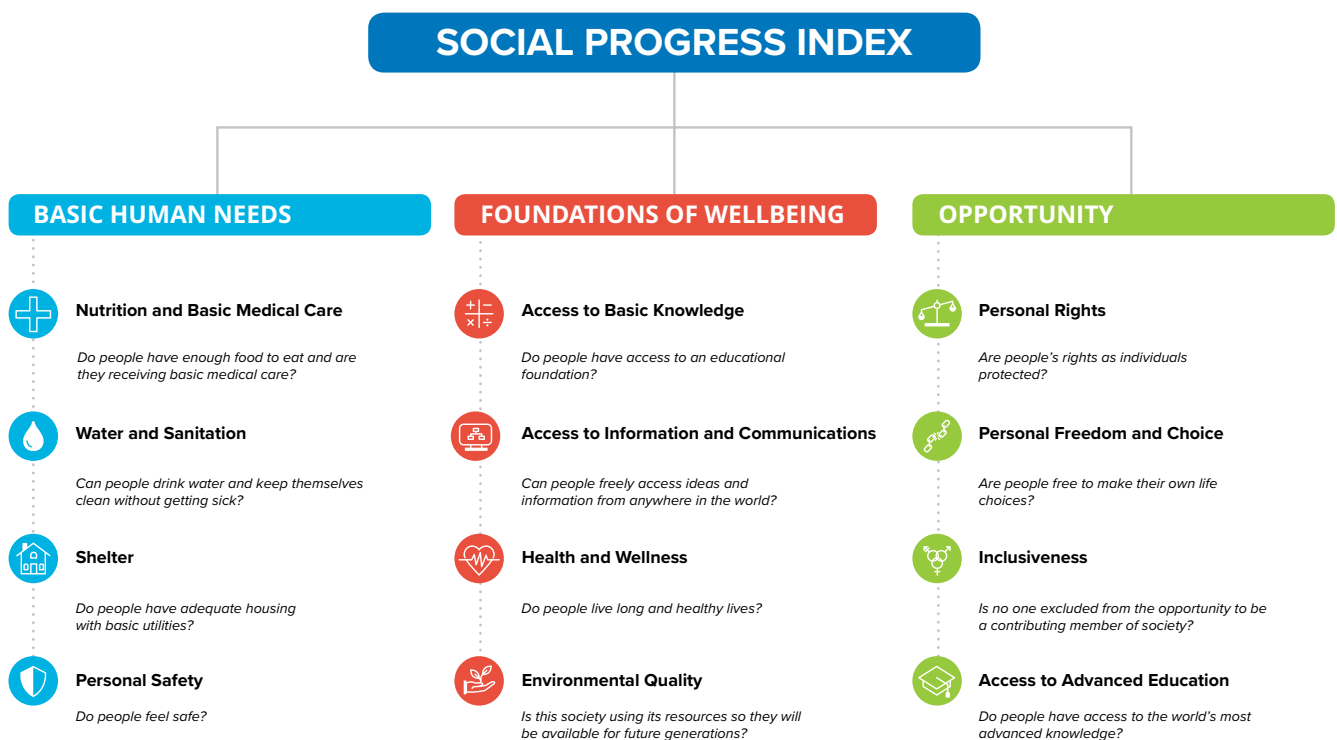 SOCIAL PROGRESS INDEX
BASIC HUMAN NEEDS
Nutrition and Basic Medical Care
Do people have enough food to eat and are
they receiving basic medical care?
Water and Sanitation
Can people drink water and keep themselves
clean without getting sick?
Shelter
Do people have adequate housing
with basic utilities?
Personal Safety
Do people feel safe?
FOUNDATIONS OF WELLBEING
Access to Basic Knowledge
Do people have access to an educational
foundation?
Access to Information and Communications
Can people freely access ideas and
information from anywhere in the world?
Health and Wellness
Do people live long and healthy lives?
Environmental Quality
Is this society using its resources so they will
be available for future generations?
OPPORTUNITY
Personal Rights
Are people’s rights as individuals
protected?
Personal Freedom and Choice
Are people free to make their own life
choices?
Inclusiveness
Is no one excluded from the opportunity to be
a contributing member of society?
Access to Advanced Education
Do people have access to the world’s most
advanced knowledge?